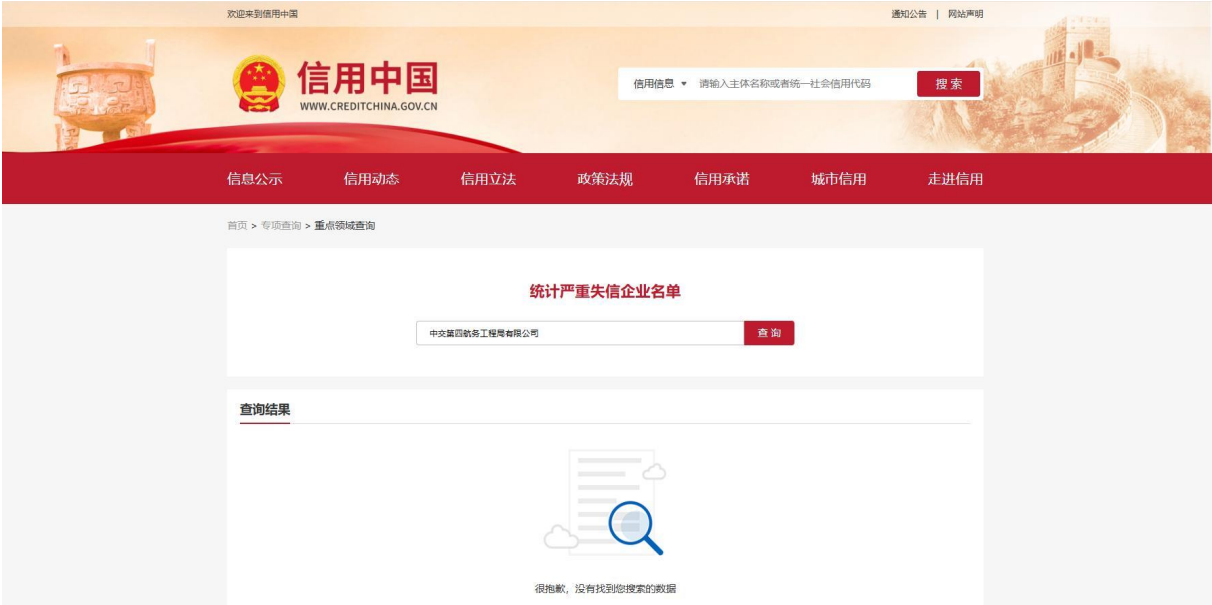 欢迎来到信用中国
通知公告 | 网站声明
信用中国
WWW.CREDITCHINA.GOV.CN
信用信息 请输入主体名称或者统一社会信用代码 搜索
信息公示 信用动态 信用立法 政策法规 信用承诺 城市信用 走进信用
首页 > 专项查询 > 重点领域查询
统计严重失信企业名单
中交第四航务工程局有限公司 查询
查询结果
很抱歉，没有找到您搜索的数据